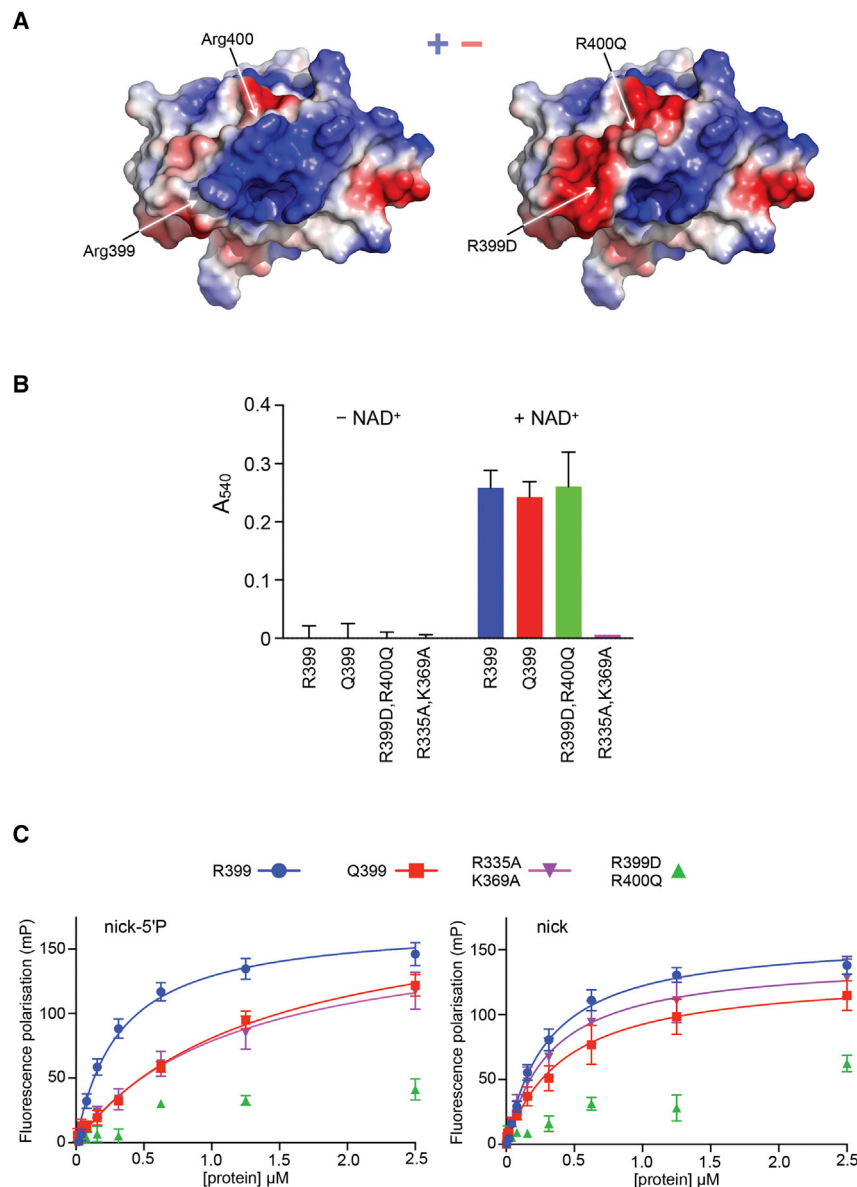 A
Arg400
+ −
R400Q
Arg399
R399D
B
− NAD+
+ NAD+
A540
0.4
0.3
0.2
0.1
0
R399
Q399
R399D,R400Q
R335A,K369A
R399
Q399
R399D,R400Q
R335A,K369A
C
R399
Q399
R335A
K369A
R399D
R400Q
nick-5'P
Fluorescence polarisation (mP)
150
100
50
0
0
0.5
1.0
1.5
2.0
2.5
[protein] µM
nick
Fluorescence polarisation (mP)
150
100
50
0
0
0.5
1.0
1.5
2.0
2.5
[protein] µM